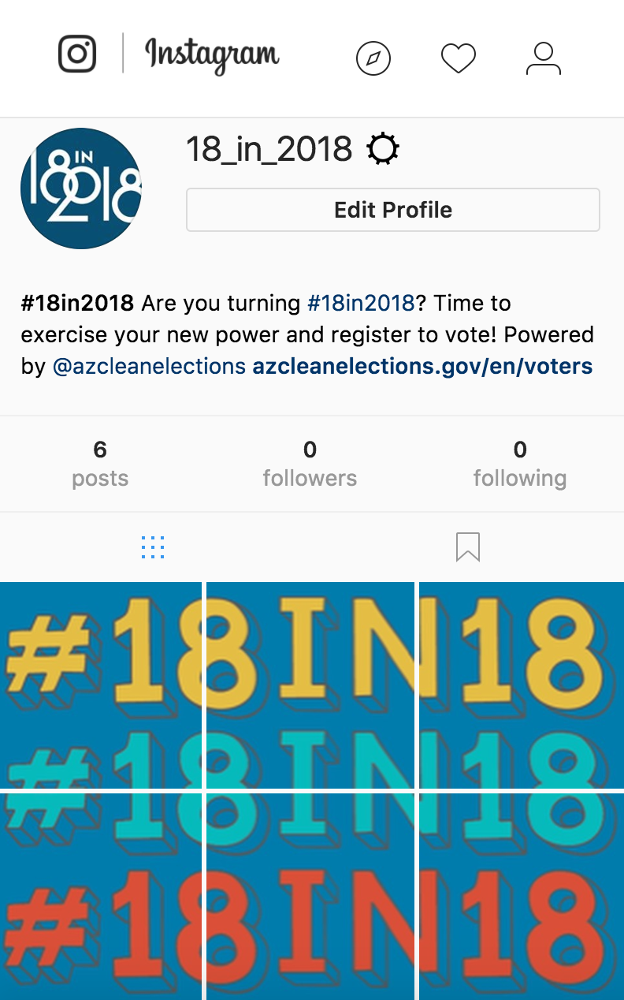 Instagram
18 IN 2018
18_in_2018
Edit Profile
#18in2018 Are you turning #18in2018? Time to
exercise your new power and register to vote! Powered
by @azcleanelections azcleanelections.gov/en/voters
6 0 0
posts followers following
#18IN18
#18IN18
#18IN18